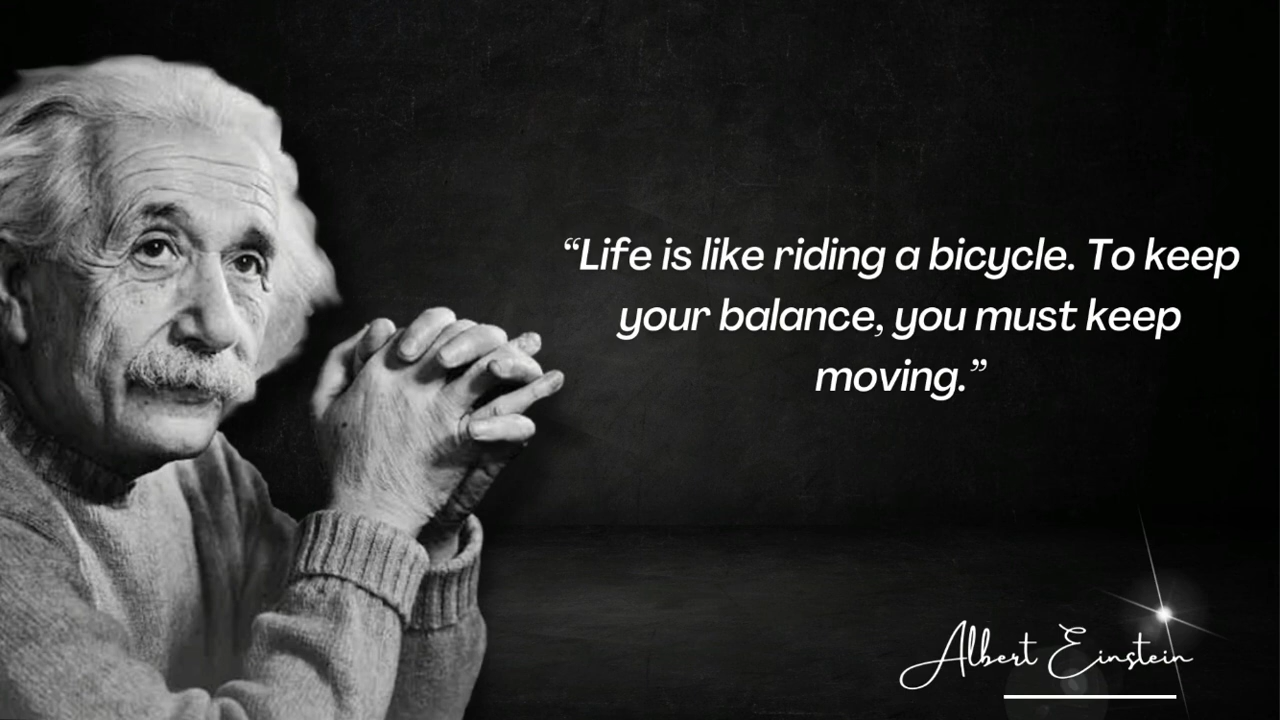 “Life is like riding a bicycle. To keep
your balance, you must keep
moving.”
Albert Einstein